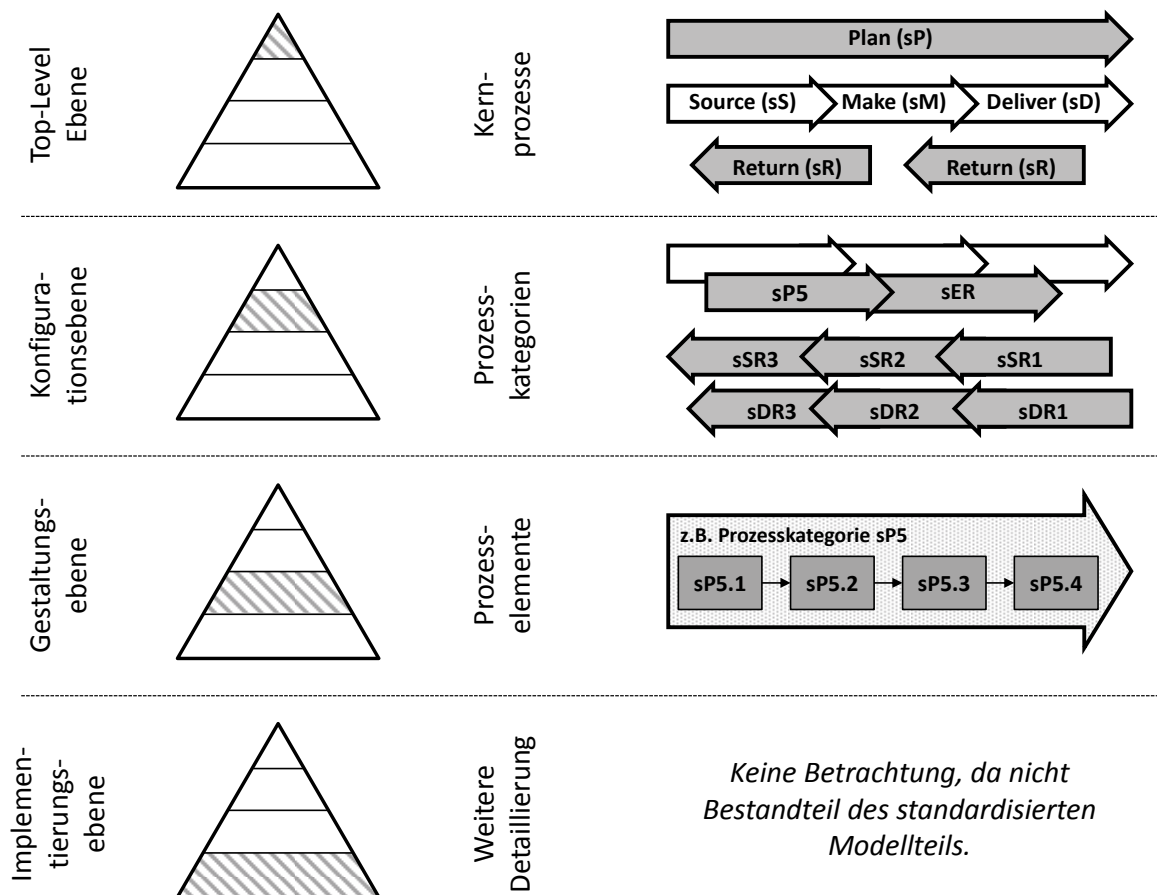 Top-Level
Ebene
Kern-
prozesse
Plan (sP)
Source (sS)
Make (sM)
Deliver (sD)
Return (sR)
Return (sR)
Konfigura-
tionsebene
Prozess-
kategorien
sP5
sER
sSR3
sSR2
sSR1
sDR3
sDR2
sDR1
Gestaltungs-
ebene
Prozess-
elemente
z.B. Prozesskategorie sP5
sP5.1
sP5.2
sP5.3
sP5.4
Implemen-
tierungs-
ebene
Weitere
Detaillierung
Keine Betrachtung, da nicht
Bestandteil des standardisierten
Modellteils.